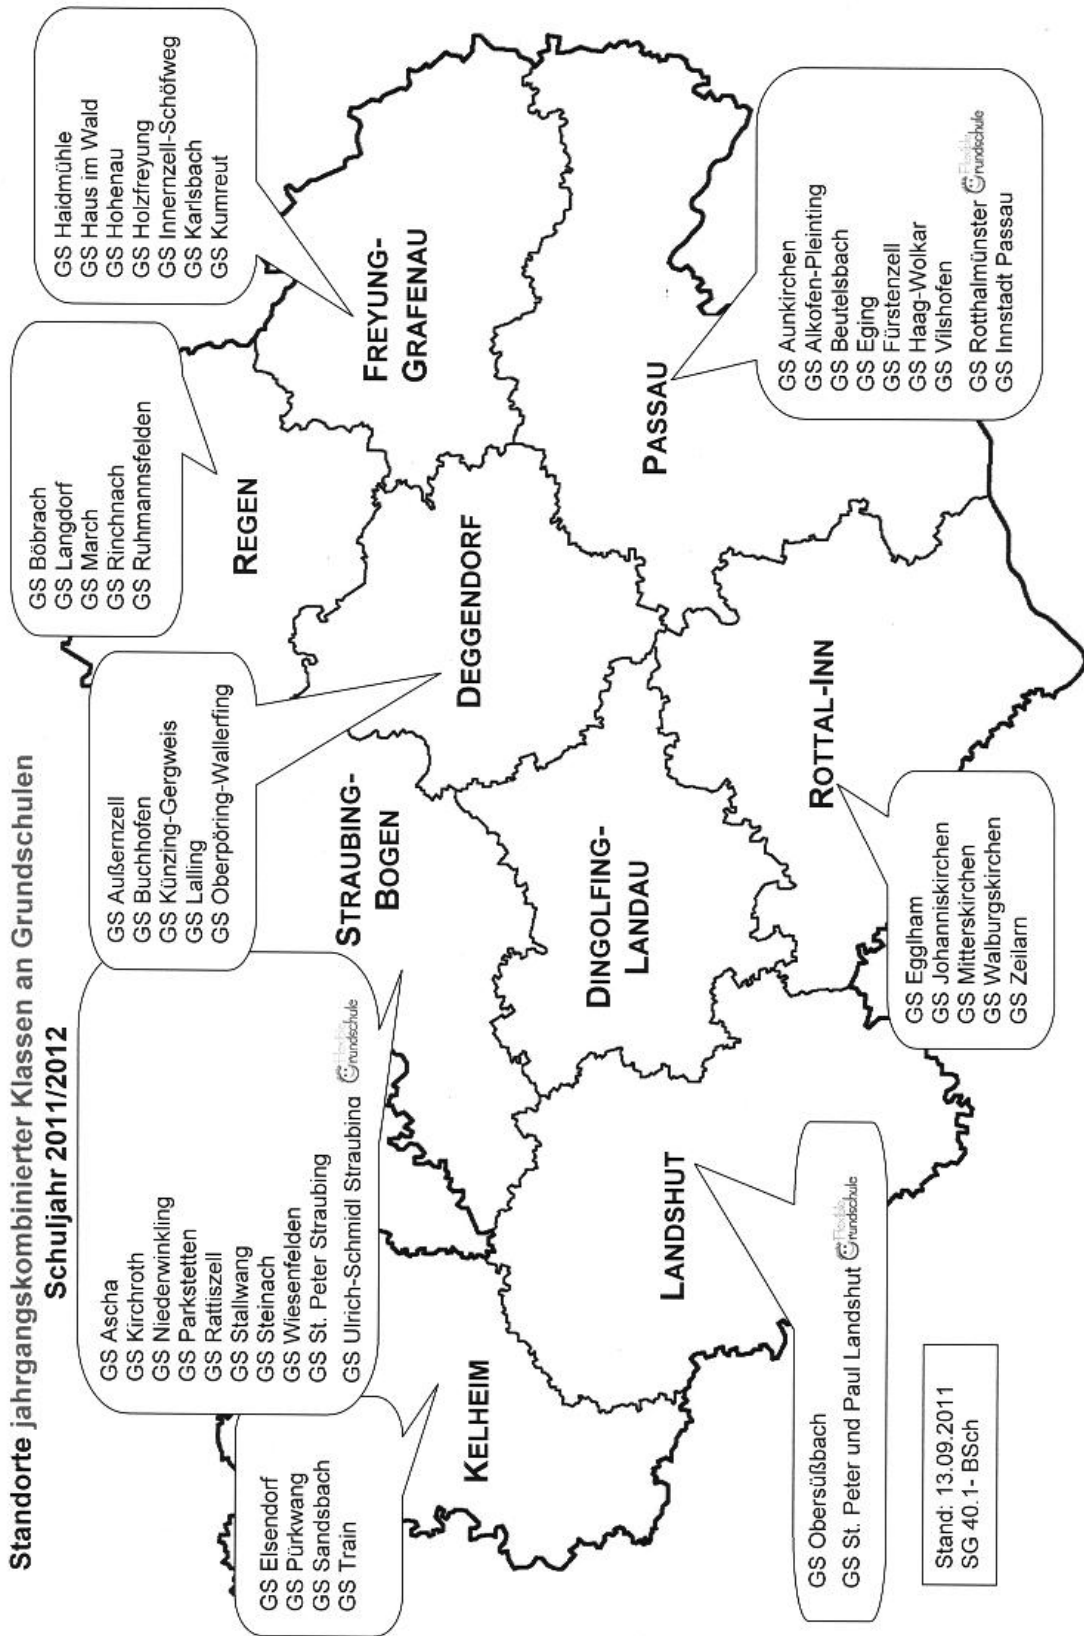 Standorte jahrgangskombinierter Klassen an Grundschulen
Schuljahr 2011/2012
GS Elsendorf
GS Pürkwang
GS Sandsbach
GS Train
GS Ascha
GS Kirchroth
GS Niederwinkling
GS Parkstetten
GS Rattiszell
GS Stallwang
GS Steinach
GS Wiesenfelden
GS St. Peter Straubing
GS Ulrich-Schmidl Straubing Flexible Grundschule
GS Außernzell
GS Buchhofen
GS Künzing-Gergweis
GS Lalling
GS Oberpöring-Wallerfing
GS Böbrach
GS Langdorf
GS March
GS Rinchnach
GS Ruhmannsfelden
GS Haidmühle
GS Haus im Wald
GS Hohenau
GS Holzfreyung
GS Innernzell-Schöfweg
GS Karlsbach
GS Kumreut
KELHEIM
STRAUBING-
BOGEN
REGEN
FREYUNG-
GRAFENAU
DEGGENDORF
LANDSHUT
DINGOLFING-
LANDAU
PASSAU
ROTTAL-INN
GS Obersüßbach
GS St. Peter und Paul Landshut Flexible Grundschule
GS Egglham
GS Johanniskirchen
GS Mitterskirchen
GS Walburgskirchen
GS Zeilarn
GS Aunkirchen
GS Alkofen-Pleinting
GS Beutelsbach
GS Eging
GS Fürstenzell
GS Haag-Wolkar
GS Vilshofen
GS Rotthalmünster Flexible Grundschule
GS Innstadt Passau
Stand: 13.09.2011
SG 40.1- BSch